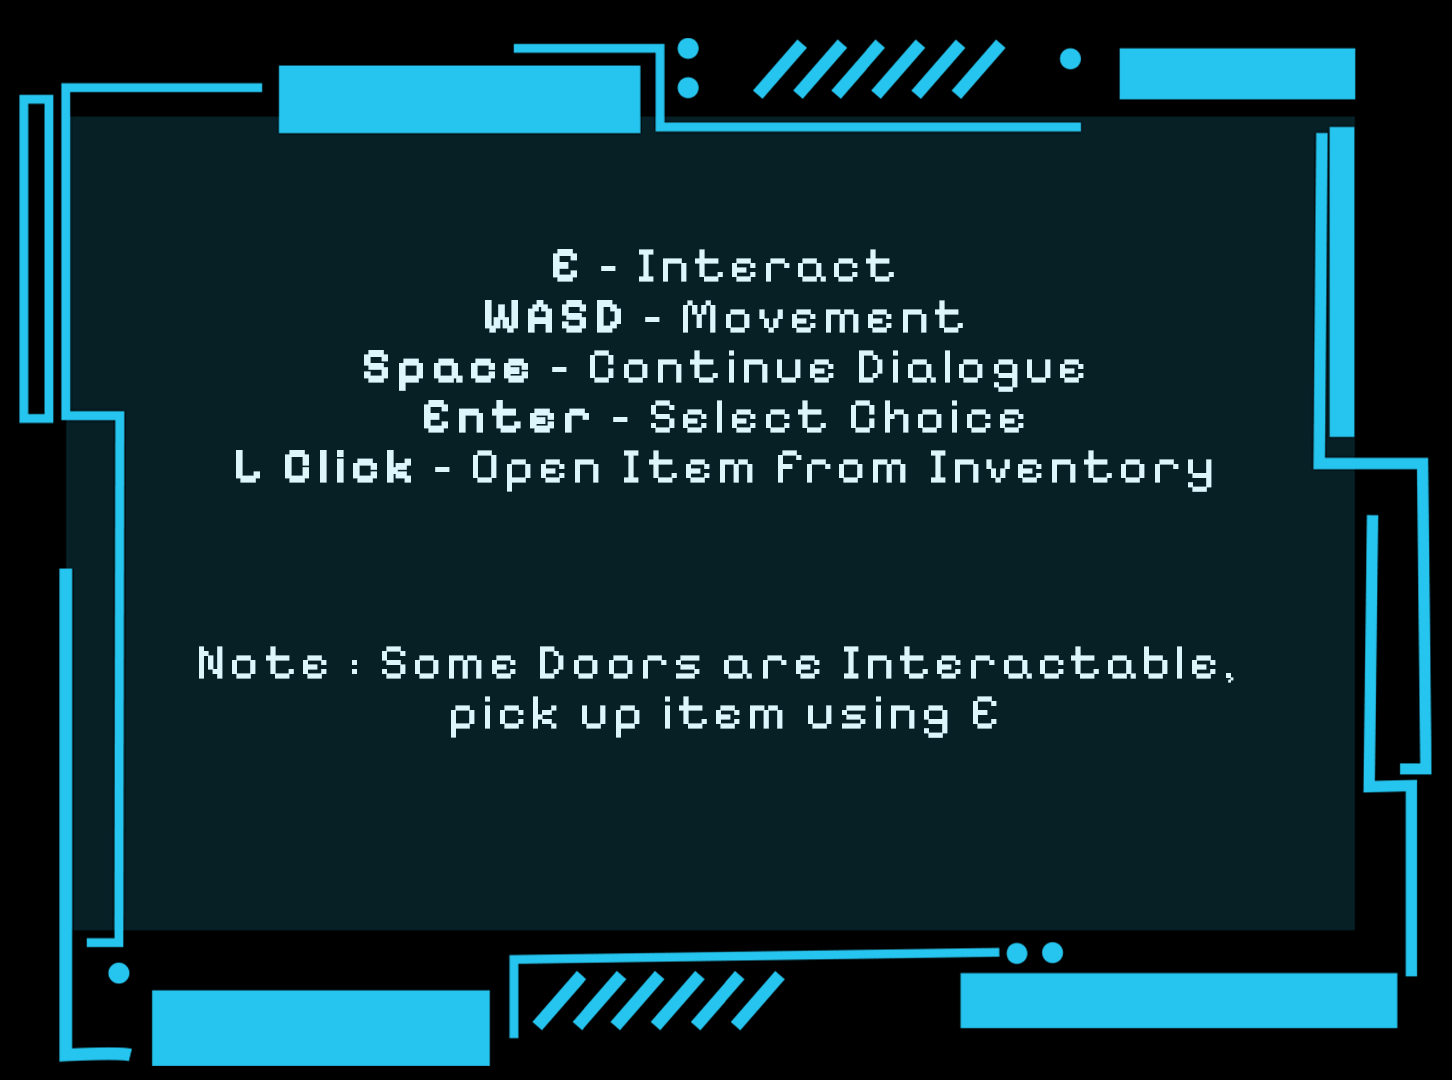 E - Interact
WASD - Movement
Space - Continue Dialogue
Enter - Select Choice
L Click - Open Item From Inventory
Note : Some Doors are Interactable,
pick up item using E